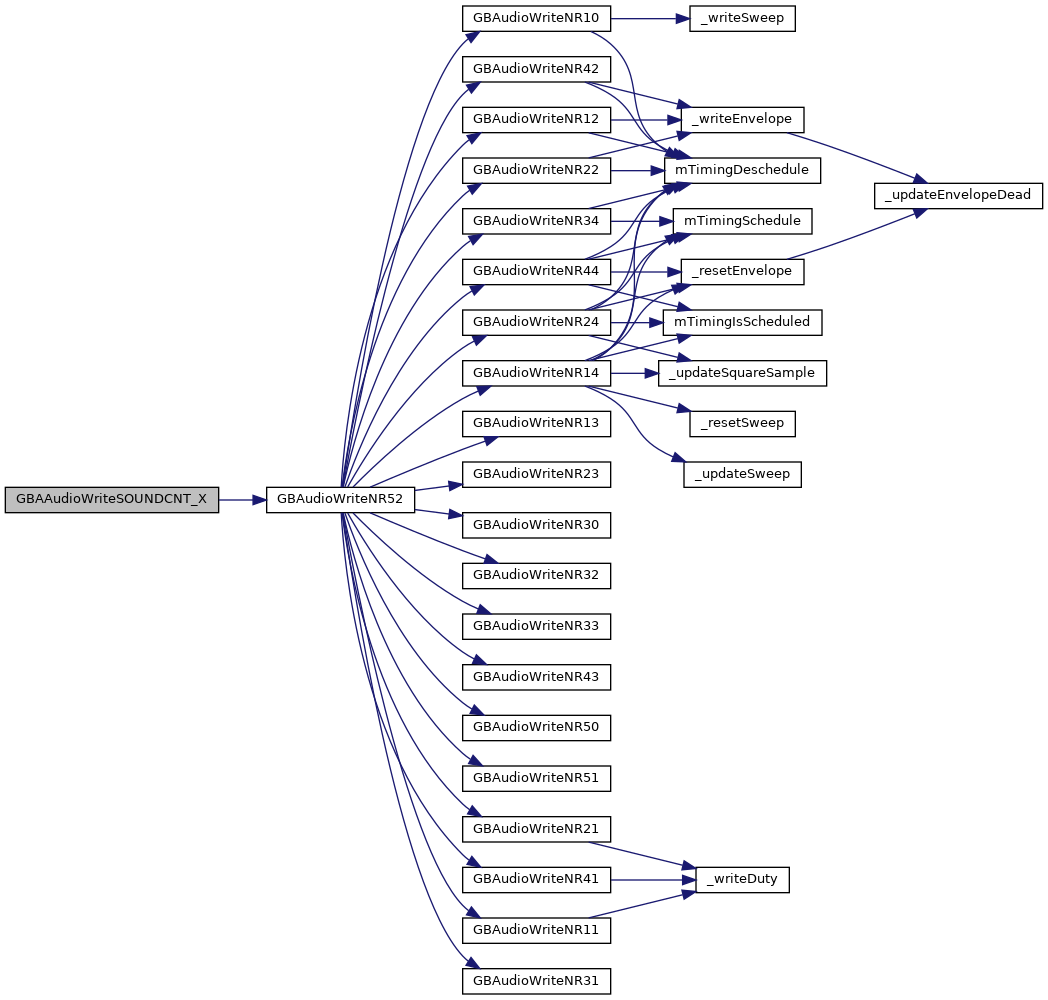 GBAudioWriteNR10
_writeSweep
GBAudioWriteNR42
GBAudioWriteNR12
_writeEnvelope
GBAudioWriteNR22
mTimingDeschedule
_updateEnvelopeDead
GBAudioWriteNR34
mTimingSchedule
GBAudioWriteNR44
_resetEnvelope
GBAudioWriteNR24
mTimingIsScheduled
GBAudioWriteNR14
_updateSquareSample
GBAudioWriteNR13
_resetSweep
GBAudioWriteNR23
_updateSweep
GBAAudioWriteSOUNDCNT_X
GBAudioWriteNR52
GBAudioWriteNR30
GBAudioWriteNR32
GBAudioWriteNR33
GBAudioWriteNR43
GBAudioWriteNR50
GBAudioWriteNR51
GBAudioWriteNR21
GBAudioWriteNR41
_writeDuty
GBAudioWriteNR11
GBAudioWriteNR31